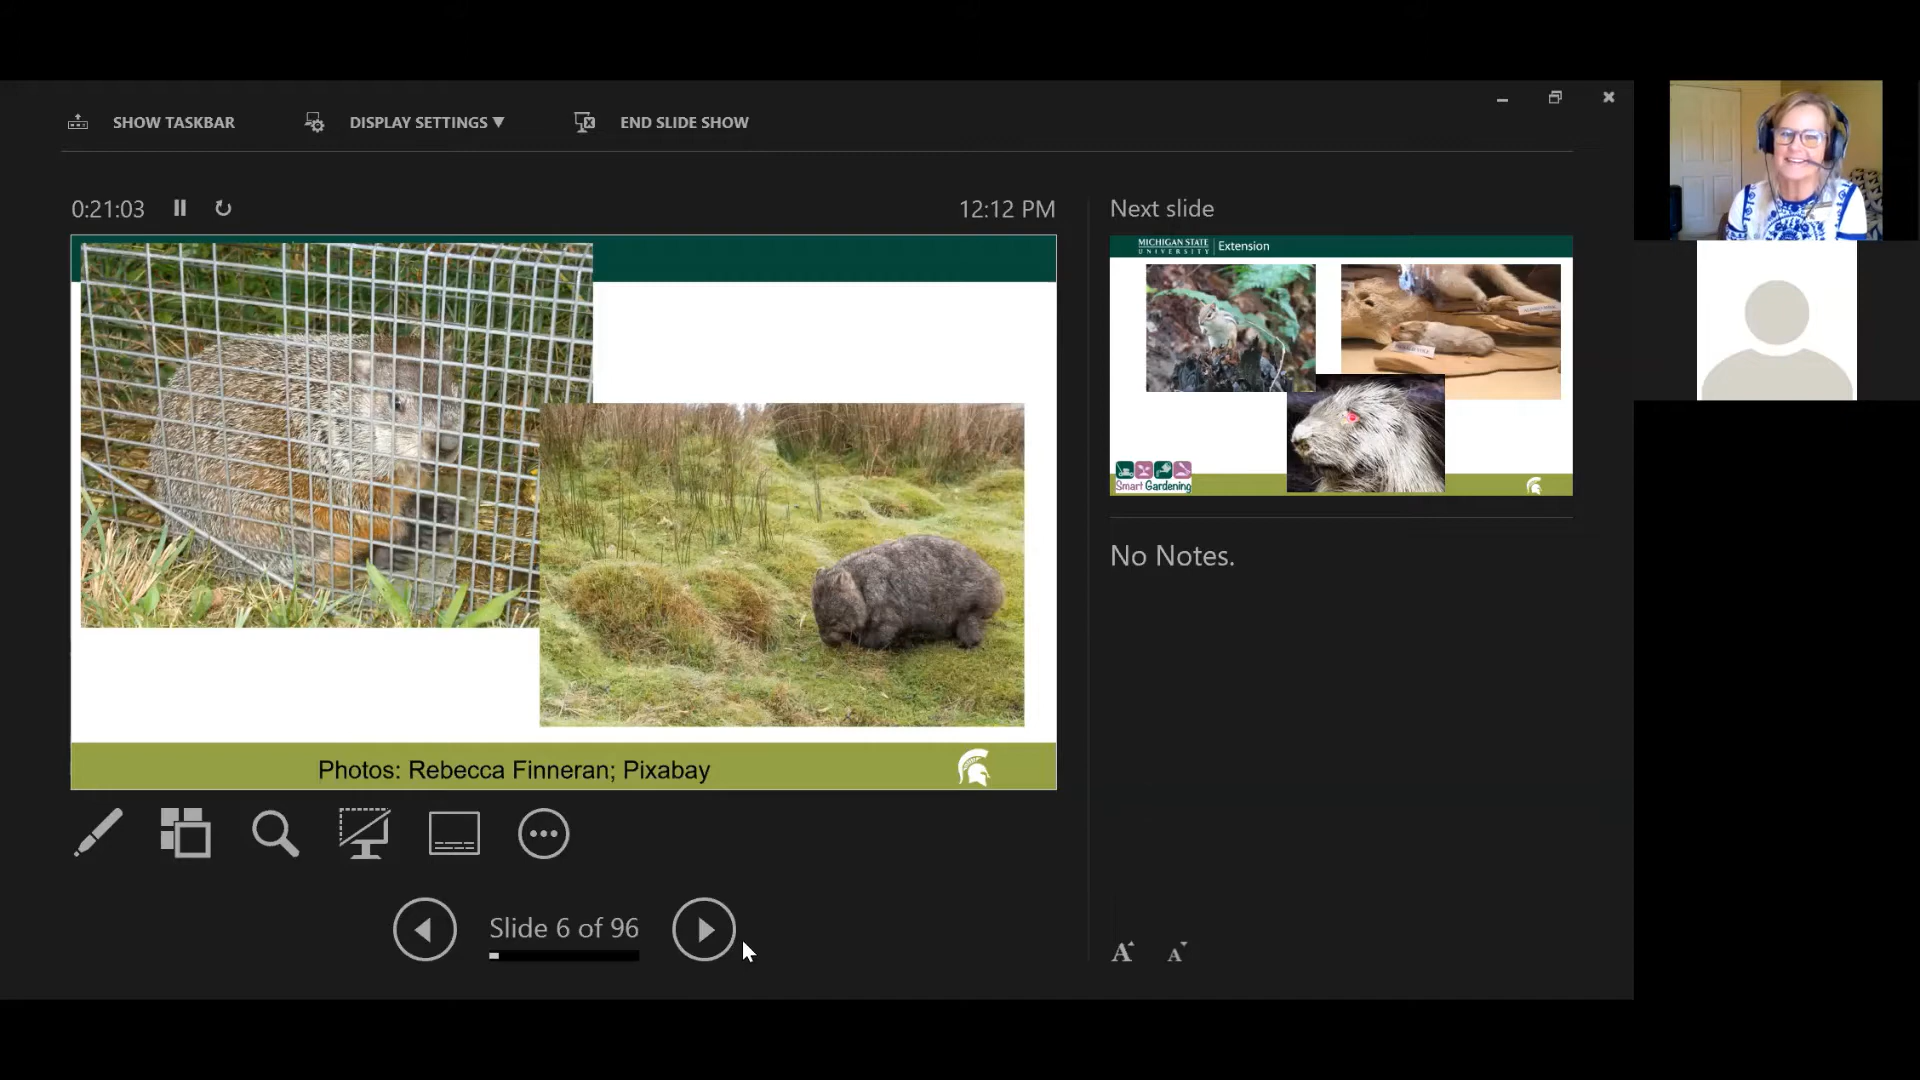 SHOW TASKBAR
DISPLAY SETTINGS ▼
END SLIDE SHOW
0:21:03
12:12 PM
Next slide
MICHIGAN STATE
UNIVERSITY
Extension
Smart Gardening
Photos: Rebecca Finneran; Pixabay
No Notes.
Slide 6 of 96
A
A